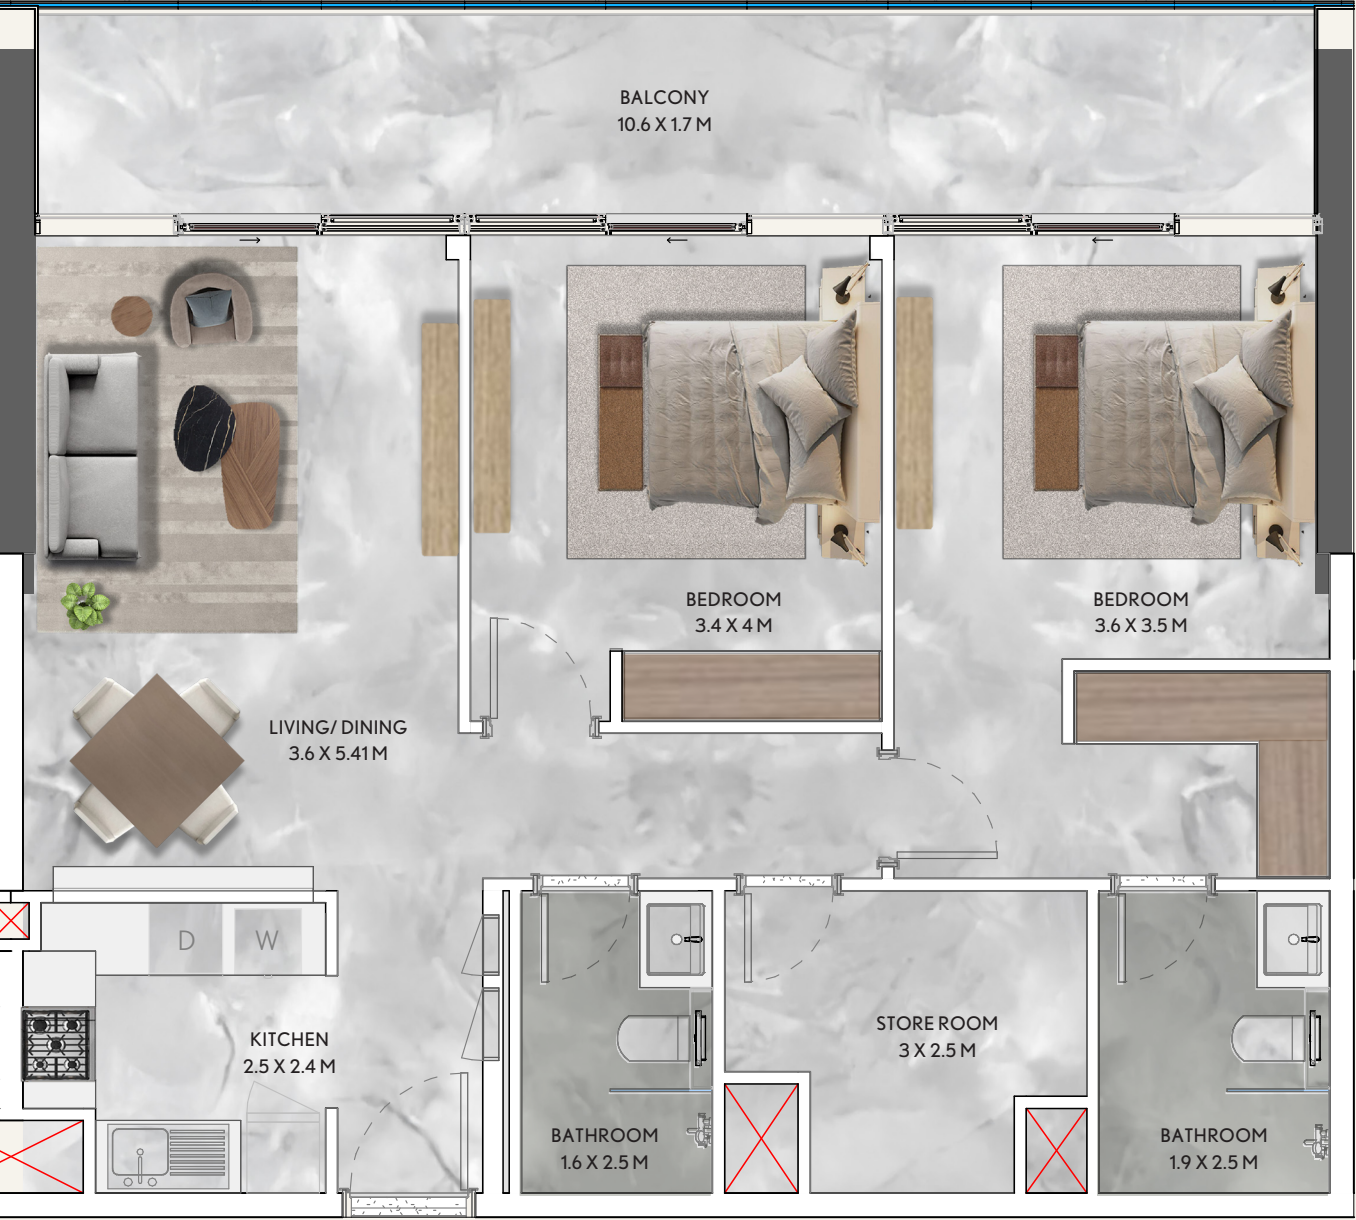 BALCONY
10.6 X 1.7 M
BEDROOM
3.4 X 4 M
BEDROOM
3.6 X 3.5 M
LIVING/ DINING
3.6 X 5.41 M
D
W
KITCHEN
2.5 X 2.4 M
STORE ROOM
3 X 2.5 M
BATHROOM
1.6 X 2.5 M
BATHROOM
1.9 X 2.5 M